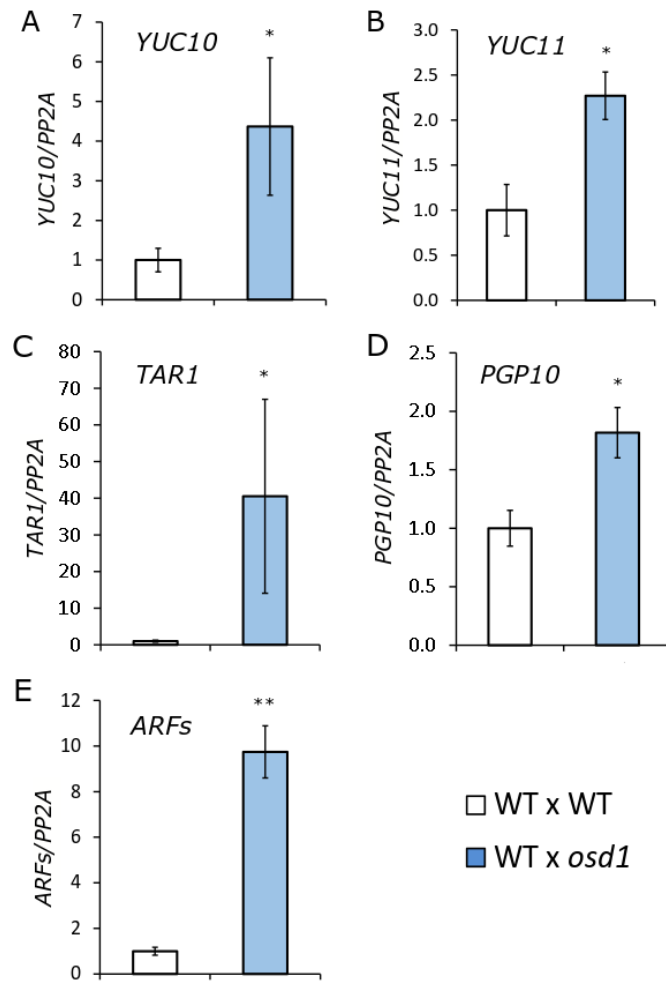 A
YUC10
*
YUC10/PP2A
7
6
5
4
3
2
1
0
B
YUC11
*
YUC11/PP2A
3.0
2.5
2.0
1.5
1.0
0.5
0.0
C
TAR1
*
TAR1/PP2A
80
70
60
50
40
30
20
10
0
D
PGP10
*
PGP10/PP2A
2.5
2.0
1.5
1.0
0.5
0.0
E
ARFs
**
ARFs/PP2A
12
10
8
6
4
2
0
WT x WT
WT x osd1